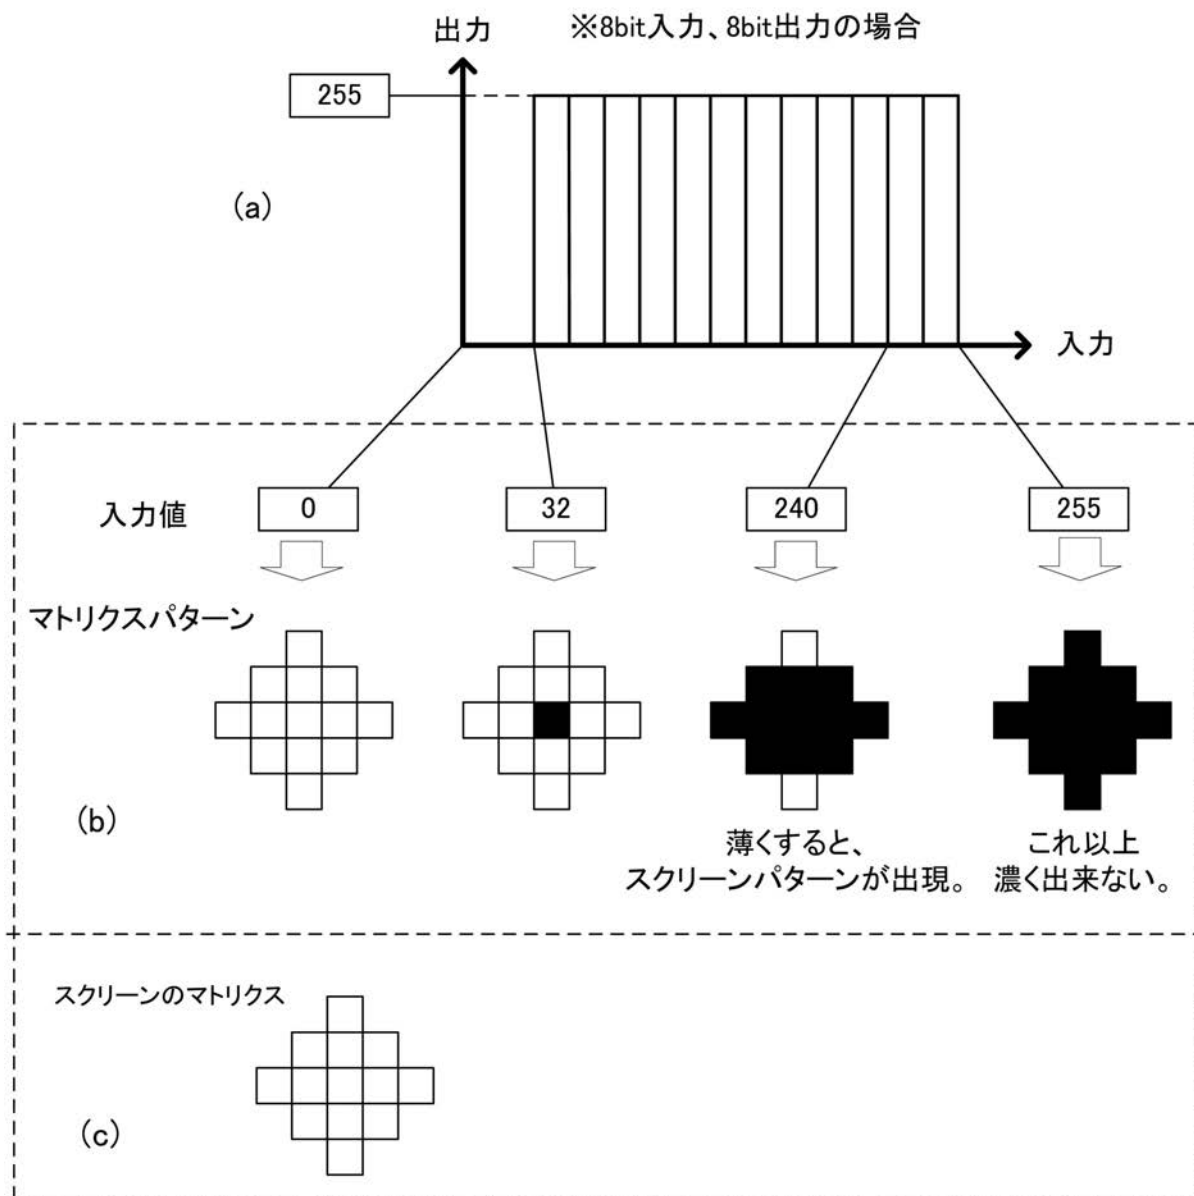 ※8bit入力、8bit出力の場合
出力
255
(a)
入力
入力値
0
32
240
255
マトリクスパターン
(b)
薄くすると、
スクリーンパターンが出現。
これ以上
濃く出来ない。
スクリーンのマトリクス
(c)